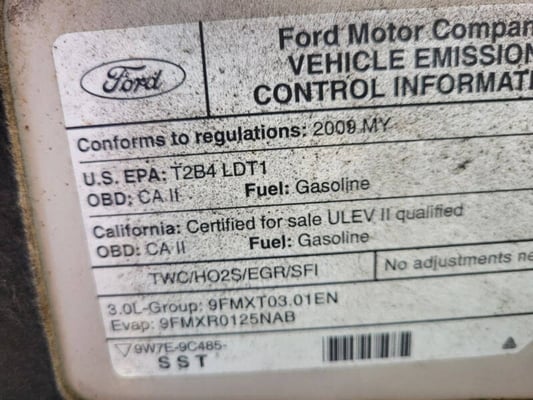 Ford
Ford Motor Compan
VEHICLE EMISSION
CONTROL INFORMATI
Conforms to regulations: 2009 MY
U.S. EPA: T2B4 LDT1
OBD: CA II Fuel: Gasoline
California: Certified for sale ULEV II qualified
OBD: CA II Fuel: Gasoline
TWC/HO2S/EGR/SFI No adjustments ne
3.0L-Group: 9FMXT03.01EN
Evap: 9FMXR0125NAB
9W7E-9C485-
SST